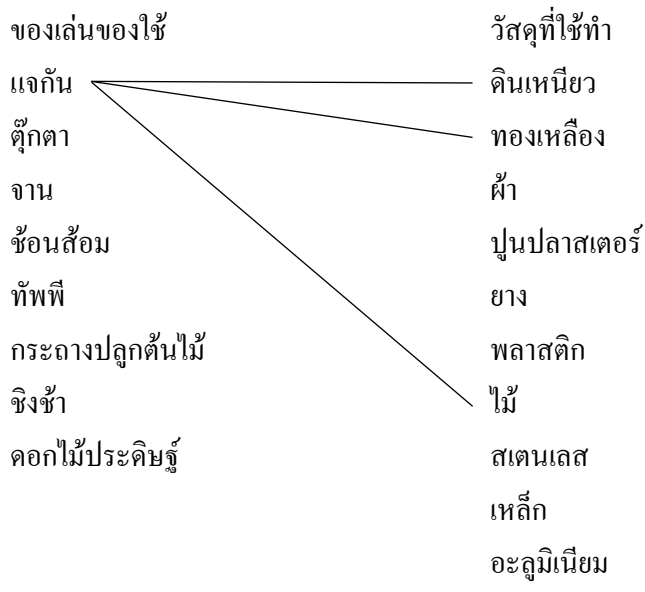 ของเล่นของใช้ วัสดุที่ใช้ทำ
แจกัน ดินเหนียว
ตุ๊กตา ทองเหลือง
จาน ผ้า
ช้อนส้อม ปูนปลาสเตอร์
ทัพพี ยาง
กระถางปลูกต้นไม้ พลาสติก
ชิงช้า ไม้
ดอกไม้ประดิษฐ์ สเตนเลส
เหล็ก
อะลูมิเนียม